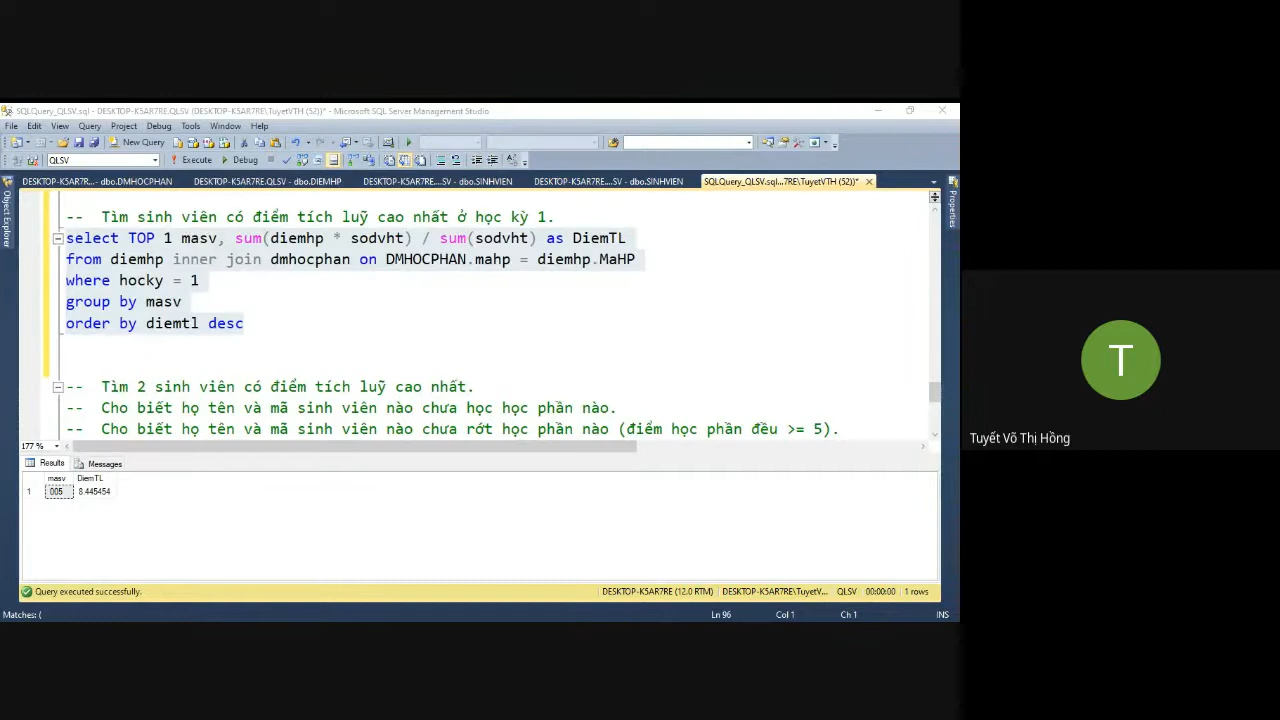 SQLQuery_QLSV.sql - DESKTOP-K5AR7RE.QLSV (DESKTOP-K5AR7RE\TuyetVTH (52))* - Microsoft SQL Server Management Studio
File Edit View Query Project Debug Tools Window Help
New Query
QLSV Execute Debug
DESKTOP-K5AR7R... - dbo.DMHOCPHAN DESKTOP-K5AR7RE.QLSV - dbo.DIEMHP DESKTOP-K5AR7RE....SV - dbo.SINHVIEN DESKTOP-K5AR7RE....SV - dbo.SINHVIEN SQLQuery_QLSV.sql...7RE\TuyetVTH (52))*
Object Explorer
Properties
-- Tìm sinh viên có điểm tích luỹ cao nhất ở học kỳ 1.
select TOP 1 masv, sum(diemhp * sodvht) / sum(sodvht) as DiemTL
from diemhp inner join dmhocphan on DMHOCPHAN.mahp = diemhp.MaHP
where hocky = 1
group by masv
order by diemtl desc
-- Tìm 2 sinh viên có điểm tích luỹ cao nhất.
-- Cho biết họ tên và mã sinh viên nào chưa học học phần nào.
-- Cho biết họ tên và mã sinh viên nào chưa rớt học phần nào (điểm học phần đều >= 5).
177 %
Results Messages
masv DiemTL
1 005 8.445454
Query executed successfully. DESKTOP-K5AR7RE (12.0 RTM) DESKTOP-K5AR7RE\TuyetV... QLSV 00:00:00 1 rows
Matches: ( Ln 96 Col 1 Ch 1 INS
T
Tuyết Võ Thị Hồng